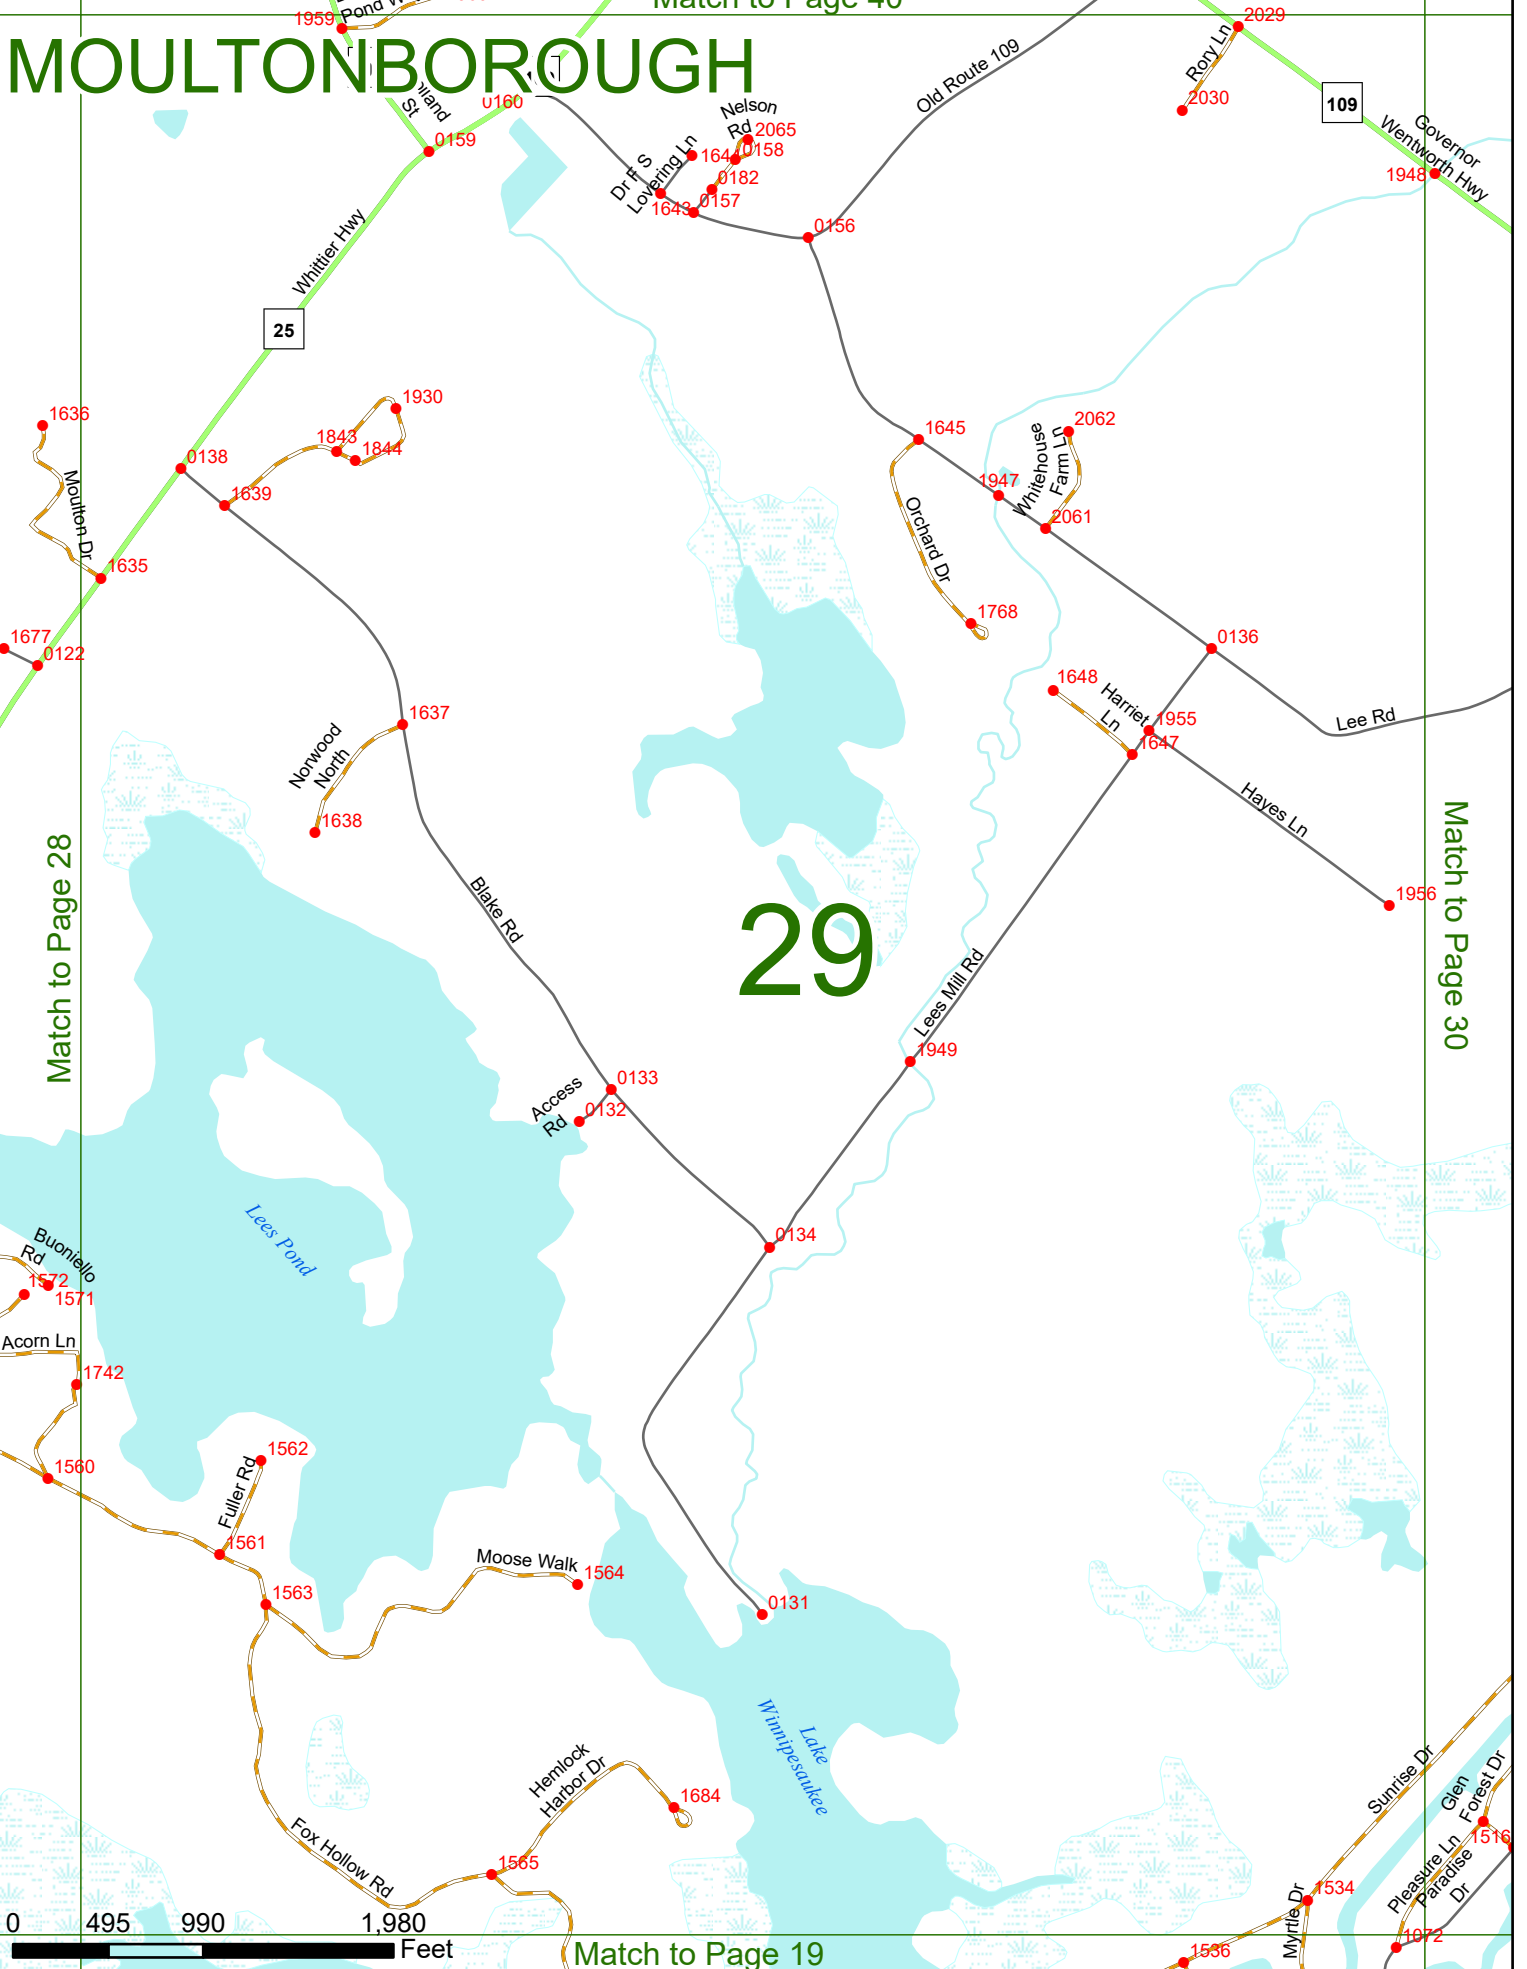 Match to Page 40
1959
Pond
MOULTONBOROUGH
2029
Rory Ln
2030
109
Governor
Wentworth Hwy
1948
Old Route 109
St
0159
0160
Nelson
Rd
2065
0158
1644
0182
0157
Dr F S
Lovering Ln
1643
0156
Whittier Hwy
25
1636
1930
1843
1844
0138
1639
Moulton Dr
1635
1677
0122
1645
2062
Whitehouse
Farm Ln
1947
2061
Orchard Dr
1768
0136
1648
Harriet
Ln
1955
1647
Lee Rd
Hayes Ln
1956
1637
Norwood
North
1638
Match to Page 28
Match to Page 30
Blake Rd
29
Lees Mill Rd
1949
0133
Access
Rd
0132
0134
Lees Pond
Buoniello
Rd
1572
1571
Acorn Ln
1742
1560
1562
Fuller Rd
1561
1563
Moose Walk
1564
0131
Lake
Winnipesaukee
Hemlock
Harbor Dr
1684
Fox Hollow Rd
1565
Sunrise Dr
Glen
Forest Dr
1516
Pleasure Ln
Paradise
Dr
1534
Myrtle Dr
1072
1536
0 495 990 1,980
Feet
Match to Page 19